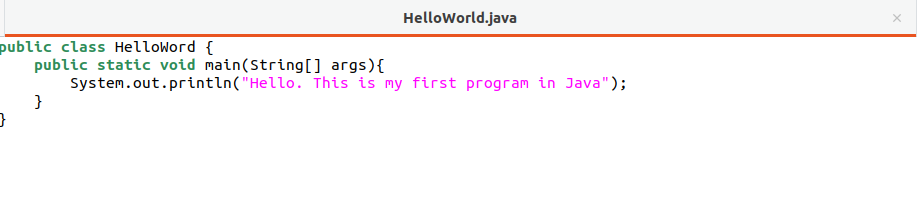 HelloWorld.java ×
public class HelloWord {
    public static void main(String[] args){
        System.out.println("Hello. This is my first program in Java");
    }
}